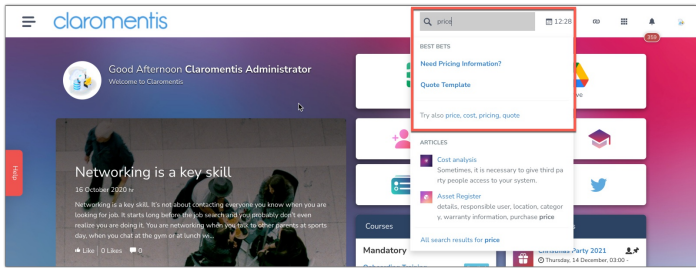 claromentis
price
12:28
359
Good Afternoon Claromentis Administrator
Welcome to Claromentis
BEST BETS
Need Pricing Information?
Quote Template
Try also price, cost, pricing, quote
ARTICLES
Cost analysis
Sometimes, it is necessary to give third pa
rty people access to your system.
Asset Register
details, responsible user, location, categor
y, warranty information, purchase price
All search results for price
Help
Networking is a key skill
16 October 2020
Networking is a key skill. It's not about contacting everyone you know when you are
looking for job. It starts long before the job search and you probably don't even
realize you are doing it. You are networking when you talk to other parents at sports
day, when you chat at the gym or at lunch wi...
Like | 0 Likes 0
Courses
Mandatory
Onboarding Training
Christmas Party 2021
Thursday, 14 December, 03:00 -